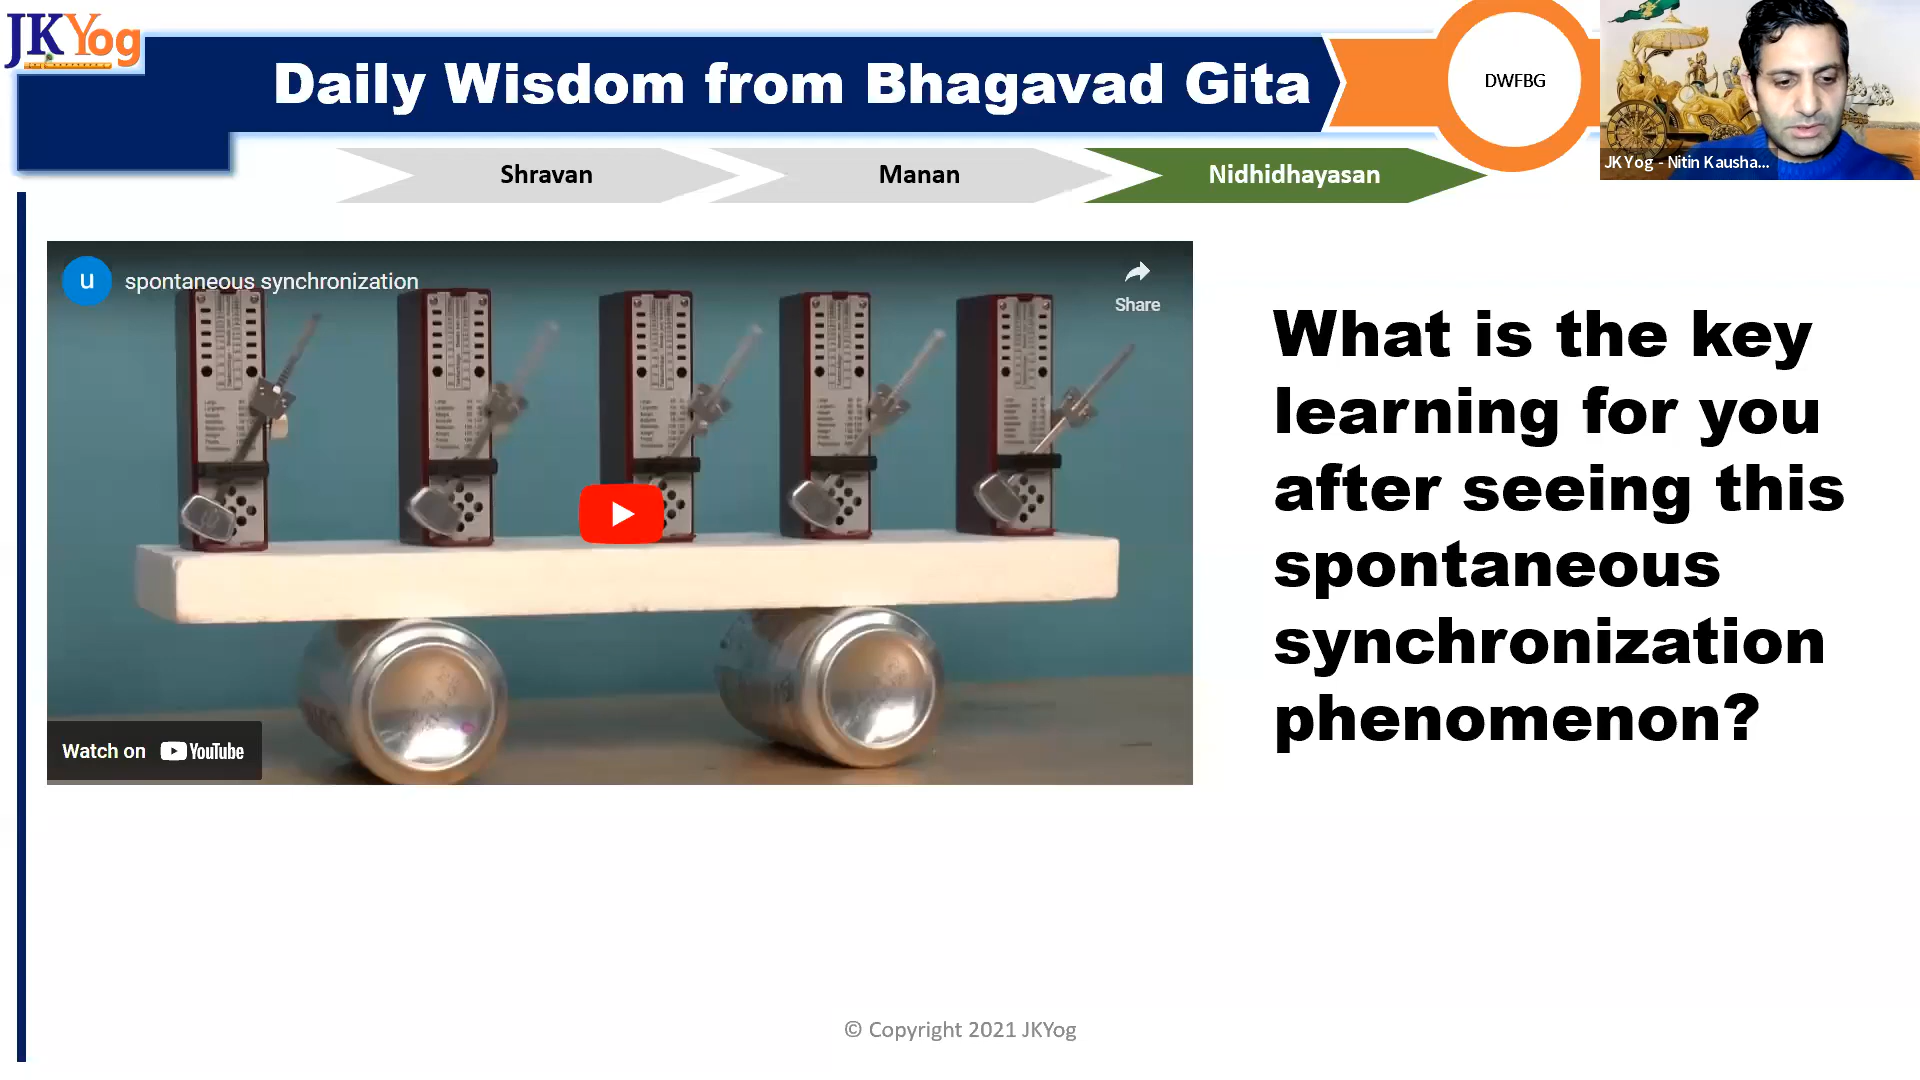 JKYog
Daily Wisdom from Bhagavad Gita
DWFBG
JK Yog - Nitin Kausha...
Shravan
Manan
Nidhidhayasan
u
spontaneous synchronization
Share
Watch on YouTube
What is the key
learning for you
after seeing this
spontaneous
synchronization
phenomenon?
© Copyright 2021 JKYog